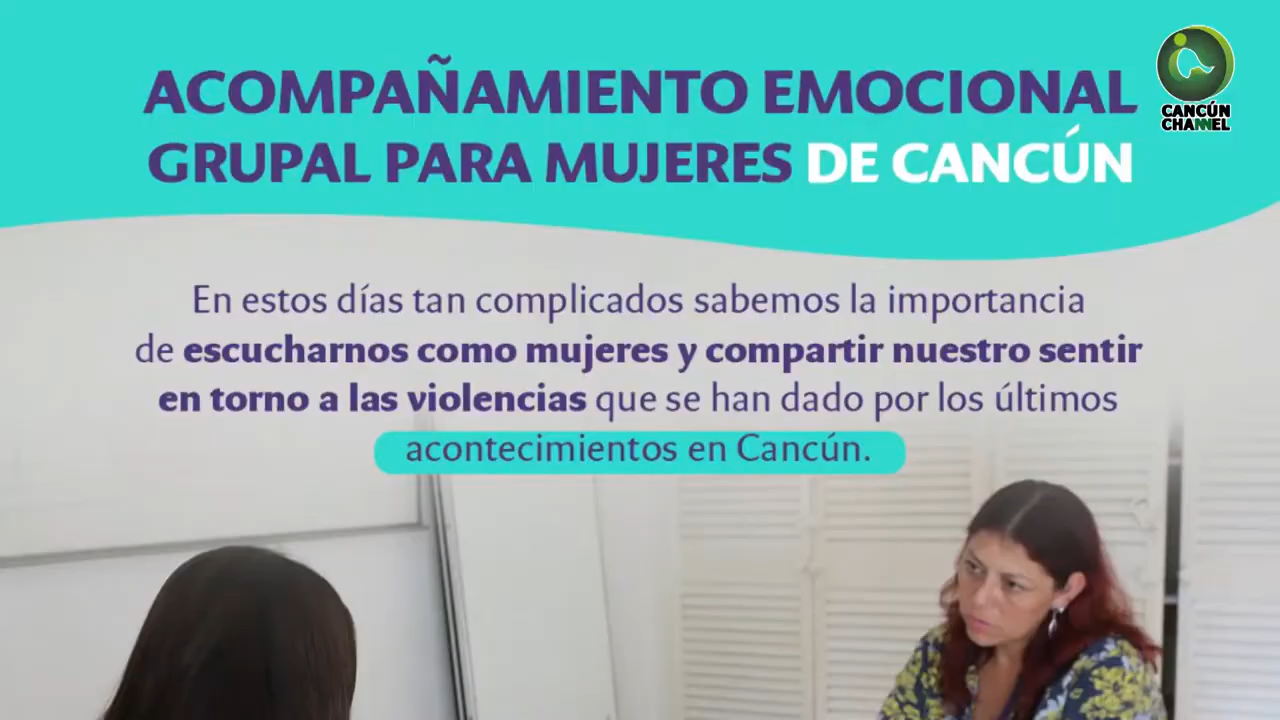 ACOMPAÑAMIENTO EMOCIONAL
GRUPAL PARA MUJERES DE CANCÚN
CANCÚN
CHANNEL
En estos días tan complicados sabemos la importancia
de escucharnos como mujeres y compartir nuestro sentir
en torno a las violencias que se han dado por los últimos
acontecimientos en Cancún.